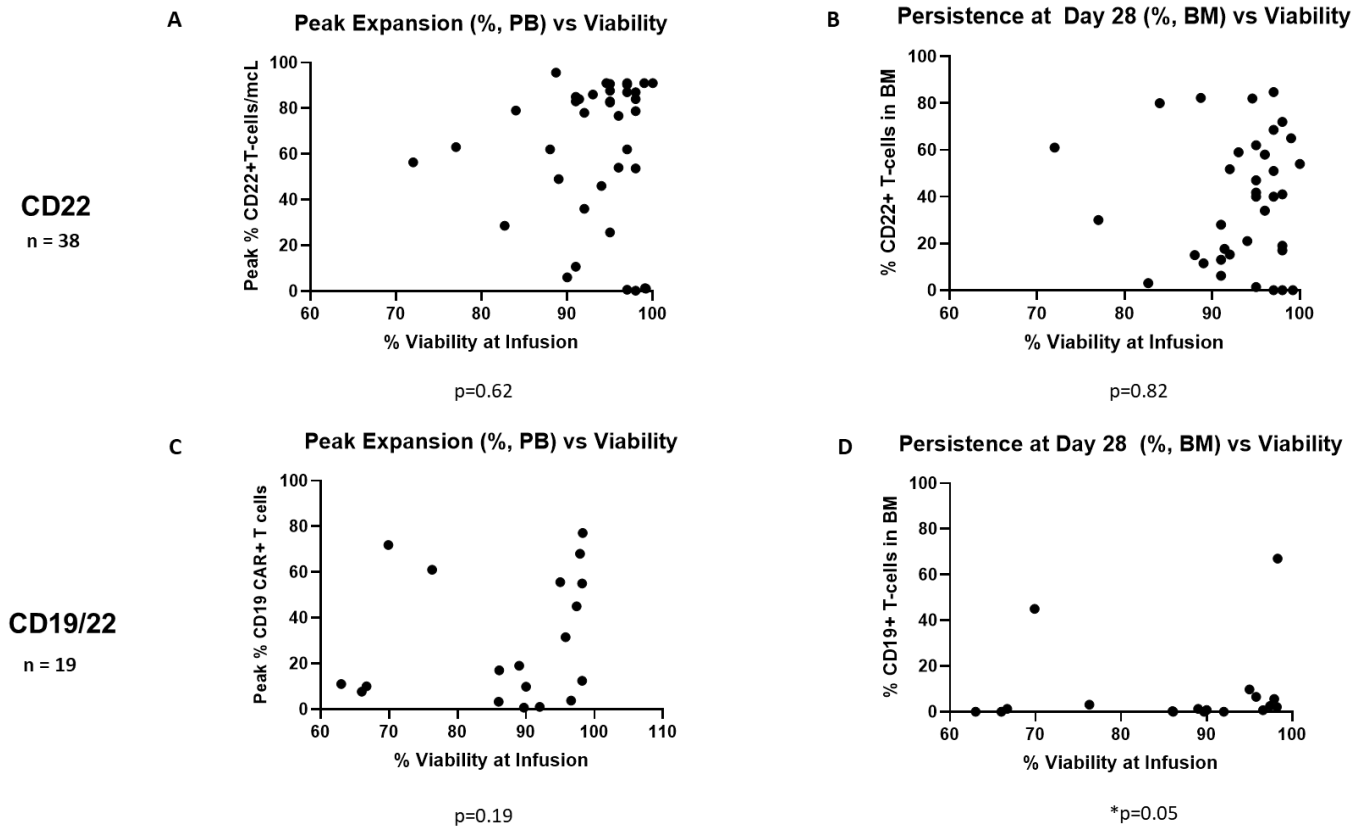 A
Peak Expansion (%, PB) vs Viability
CD22
n = 38
Peak % CD22+T-cells/mcL
100
80
60
40
20
0
60 70 80 90 100
% Viability at Infusion
p=0.62
B
Persistence at Day 28 (%, BM) vs Viability
% CD22+ T-cells in BM
100
80
60
40
20
0
60 70 80 90 100
% Viability at Infusion
p=0.82
C
Peak Expansion (%, PB) vs Viability
CD19/22
n = 19
Peak % CD19 CAR+ T cells
100
80
60
40
20
0
60 70 80 90 100 110
% Viability at Infusion
p=0.19
D
Persistence at Day 28 (%, BM) vs Viability
% CD19+ T-cells in BM
100
80
60
40
20
0
60 70 80 90 100
% Viability at Infusion
*p=0.05